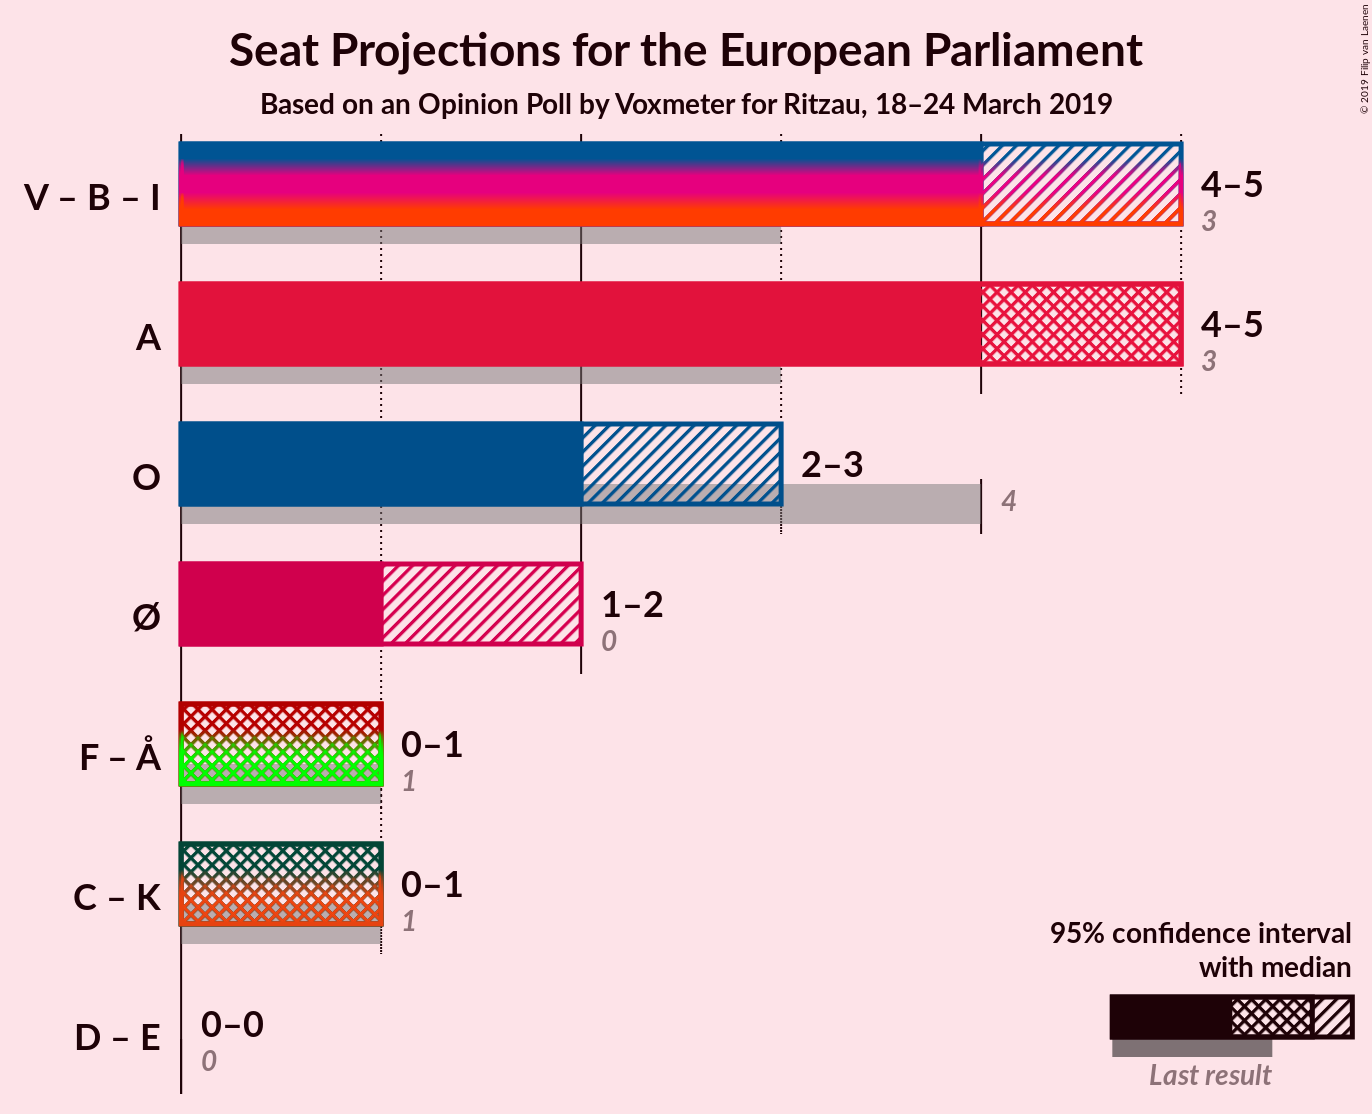 Seat Projections for the European Parliament
Based on an Opinion Poll by Voxmeter for Ritzau, 18–24 March 2019
© 2019 Filip van Laenen
V – B – I
4–5
3
A
4–5
3
O
2–3
4
Ø
1–2
0
F – Å
0–1
1
C – K
0–1
1
D – E
0–0
0
95% confidence interval
with median
Last result